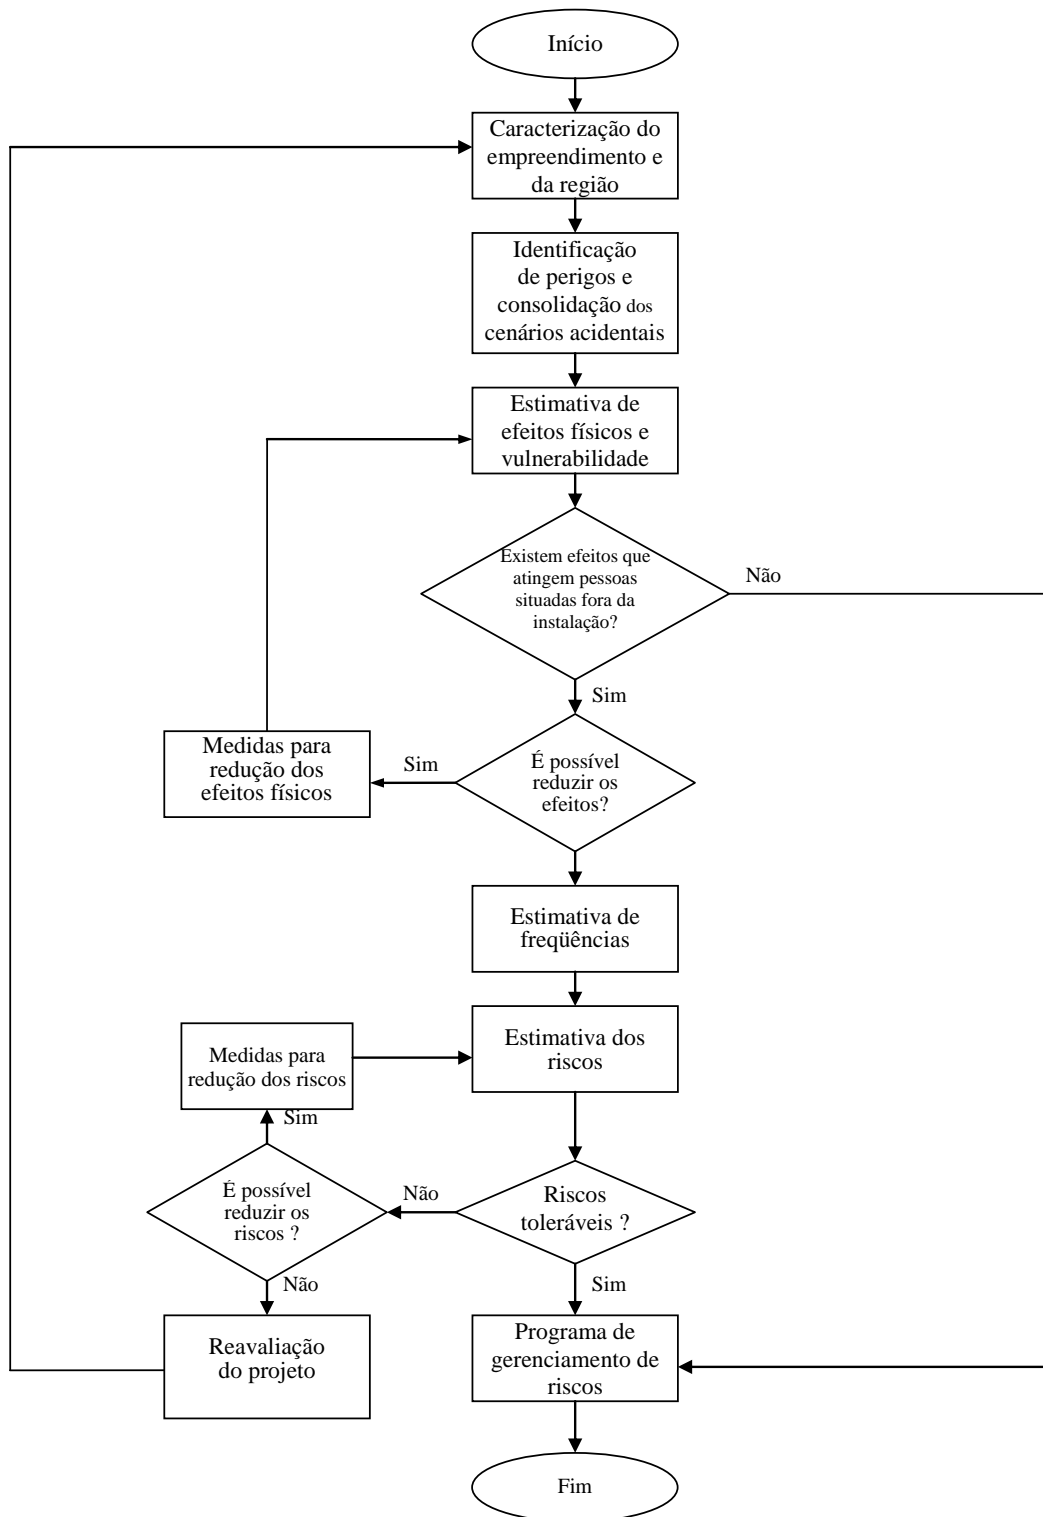 Início
Caracterização do
empreendimento e
da região
Identificação
de perigos e
consolidação dos
cenários acidentais
Estimativa de
efeitos físicos e
vulnerabilidade
Existem efeitos que
atingem pessoas
situadas fora da
instalação?
Não
Sim
É possível
reduzir os
efeitos?
Sim
Medidas para
redução dos
efeitos físicos
Estimativa de
freqüências
Estimativa dos
riscos
Medidas para
redução dos riscos
Sim
É possível
reduzir os
riscos ?
Não
Riscos
toleráveis ?
Não
Sim
Reavaliação
do projeto
Programa de
gerenciamento de
riscos
Fim